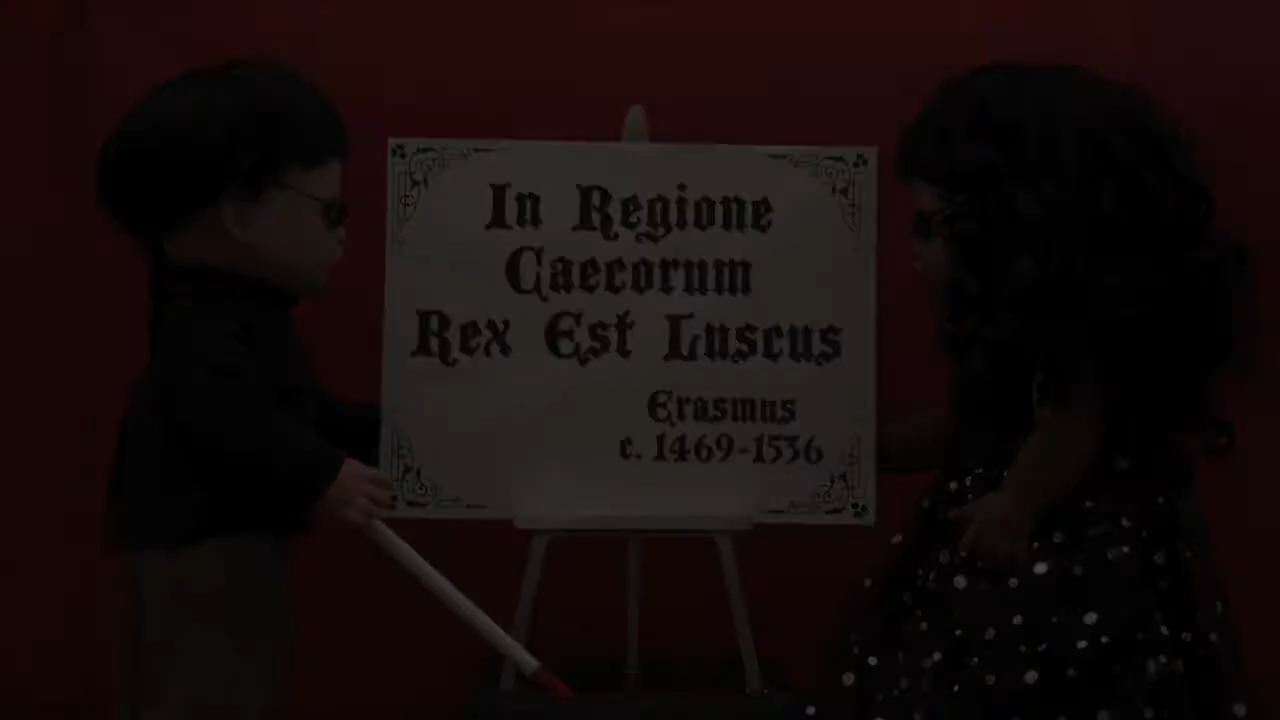 In Regione
Caecorum
Rex Est Luscus
Erasmus
c. 1469-1536